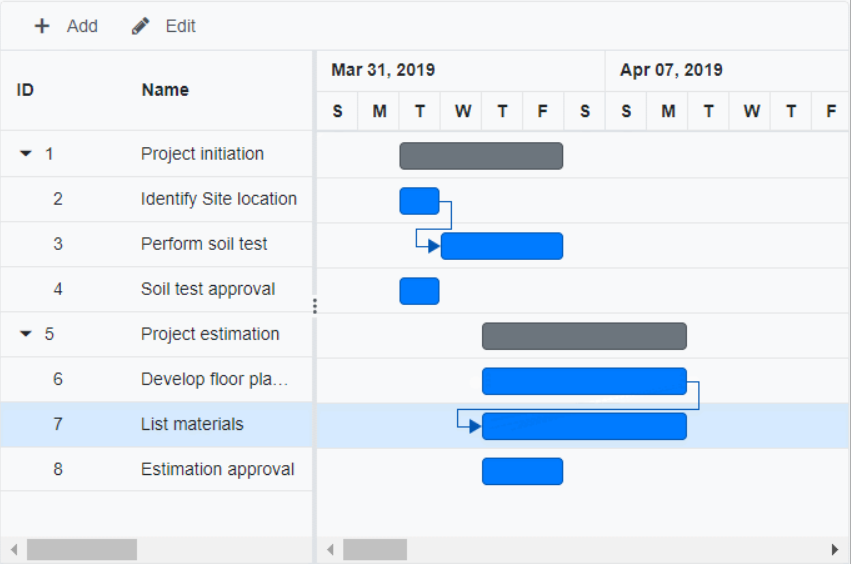 Add Edit
ID Name Mar 31, 2019 Apr 07, 2019
S M T W T F S S M T W T F
1 Project initiation
2 Identify Site location
3 Perform soil test
4 Soil test approval
5 Project estimation
6 Develop floor pla...
7 List materials
8 Estimation approval